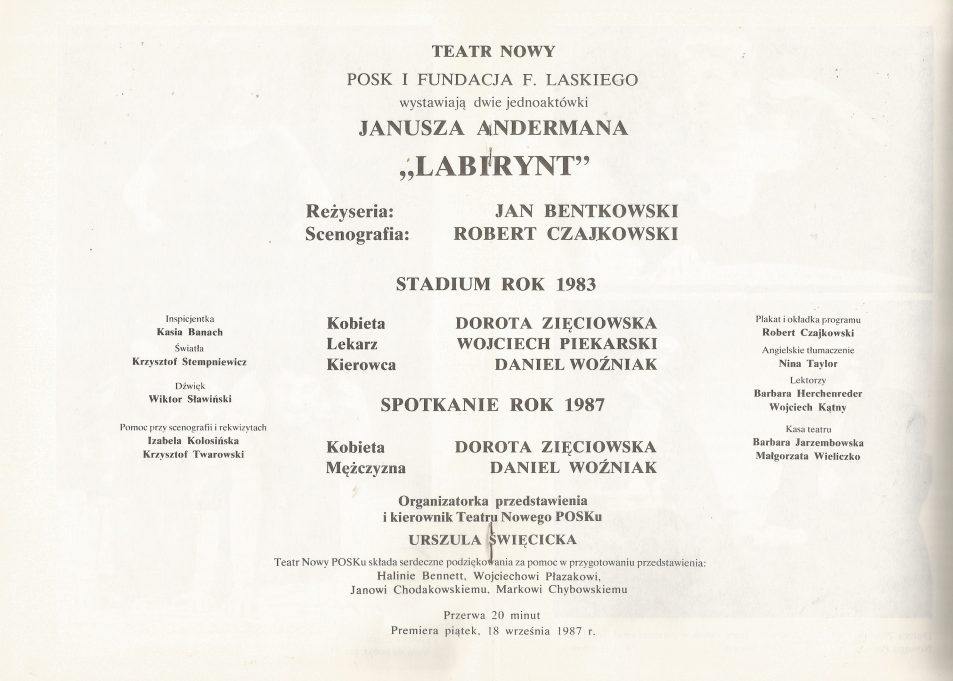 TEATR NOWY
POSK I FUNDACJA F. LASKIEGO
wystawiają dwie jednoaktówki
JANUSZA ANDERMANA
„LABIRYNT”
Reżyseria: JAN BENTKOWSKI
Scenografia: ROBERT CZAJKOWSKI
STADIUM ROK 1983
Kobieta DOROTA ZIĘCIOWSKA
Lekarz WOJCIECH PIEKARSKI
Kierowca DANIEL WOŹNIAK
SPOTKANIE ROK 1987
Kobieta DOROTA ZIĘCIOWSKA
Mężczyzna DANIEL WOŹNIAK
Inspicjentka
Kasia Banach
Światła
Krzysztof Stempniewicz
Dźwięk
Wiktor Sławiński
Pomoc przy scenografii i rekwizytach
Izabela Kolosińska
Krzysztof Twarowski
Plakat i okładka programu
Robert Czajkowski
Angielskie tłumaczenie
Nina Taylor
Lektorzy
Barbara Herchenreder
Wojciech Kątny
Kasa teatru
Barbara Jarzembowska
Małgorzata Wieliczko
Organizatorka przedstawienia
i kierownik Teatru Nowego POSKu
URSZULA ŚWIĘCICKA
Teatr Nowy POSKu składa serdeczne podziękowania za pomoc w przygotowaniu przedstawienia:
Halinie Bennett, Wojciechowi Płazakowi,
Janowi Chodakowskiemu, Markowi Chybowskiemu
Przerwa 20 minut
Premiera piątek, 18 września 1987 r.